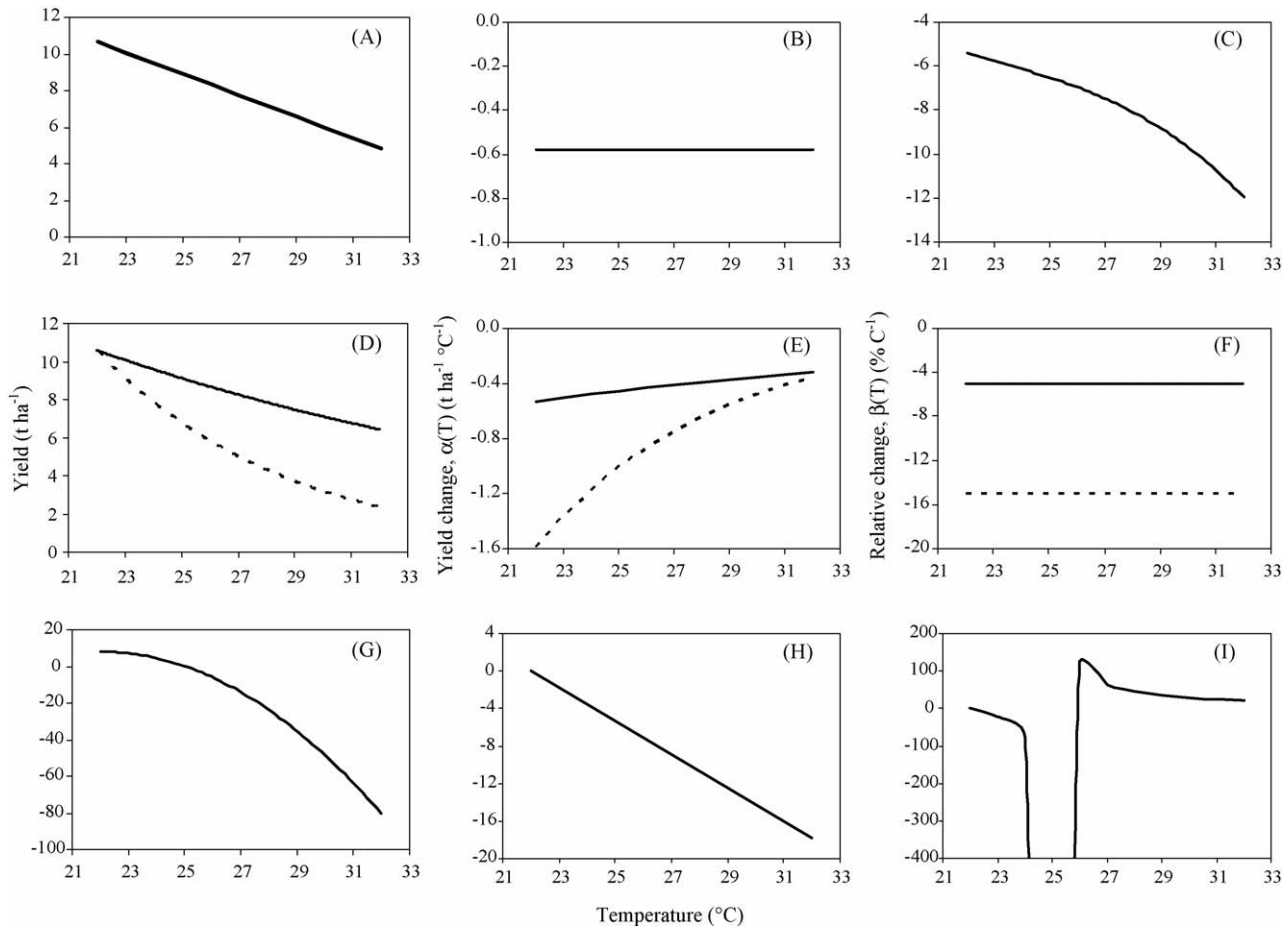 (A)
12
10
8
6
4
2
0
21 23 25 27 29 31 33
(B)
0.0
-0.2
-0.4
-0.6
-0.8
-1.0
21 23 25 27 29 31 33
(C)
-4
-6
-8
-10
-12
-14
21 23 25 27 29 31 33
Yield (t ha-1)
(D)
12
10
8
6
4
2
0
21 23 25 27 29 31 33
Yield change, α(T) (t ha-1 °C-1)
(E)
0.0
-0.4
-0.8
-1.2
-1.6
21 23 25 27 29 31 33
Relative change, β(T) (% C-1)
(F)
0
-4
-8
-12
-16
-20
21 23 25 27 29 31 33
(G)
20
0
-20
-40
-60
-80
-100
21 23 25 27 29 31 33
(H)
4
0
-4
-8
-12
-16
-20
21 23 25 27 29 31 33
(I)
200
100
0
-100
-200
-300
-400
21 23 25 27 29 31 33
Temperature (°C)